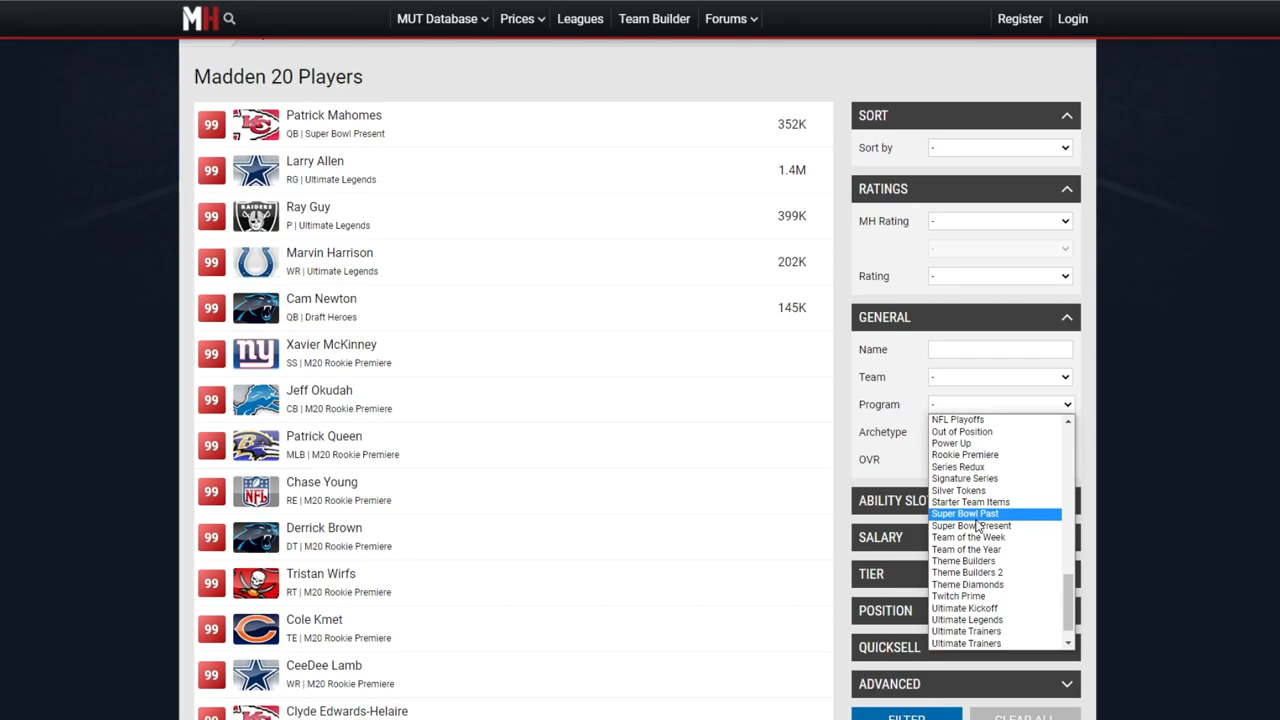 MH MUT Database Prices Leagues Team Builder Forums Register Login
Madden 20 Players
99 Patrick Mahomes 352K
QB | Super Bowl Present
99 Larry Allen 1.4M
RG | Ultimate Legends
99 RAIDERS Ray Guy 399K
P | Ultimate Legends
99 Marvin Harrison 202K
WR | Ultimate Legends
99 Cam Newton 145K
QB | Draft Heroes
99 ny Xavier McKinney
SS | M20 Rookie Premiere
99 Jeff Okudah
CB | M20 Rookie Premiere
99 Patrick Queen
MLB | M20 Rookie Premiere
99 NFL Chase Young
RE | M20 Rookie Premiere
99 Derrick Brown
DT | M20 Rookie Premiere
99 Tristan Wirfs
RT | M20 Rookie Premiere
99 Cole Kmet
TE | M20 Rookie Premiere
99 CeeDee Lamb
WR | M20 Rookie Premiere
99 Clyde Edwards-Helaire
SORT
Sort by -
RATINGS
MH Rating -
-
Rating -
GENERAL
Name
Team -
Program -
Archetype
OVR
ABILITY SLO
SALARY
TIER
POSITION
QUICKSELL
ADVANCED
FILTER CLEAR ALL
NFL Playoffs
Out of Position
Power Up
Rookie Premiere
Series Redux
Signature Series
Silver Tokens
Starter Team Items
Super Bowl Past
Super Bowl Present
Team of the Week
Team of the Year
Theme Builders
Theme Builders 2
Theme Diamonds
Twitch Prime
Ultimate Kickoff
Ultimate Legends
Ultimate Trainers
Ultimate Trainers